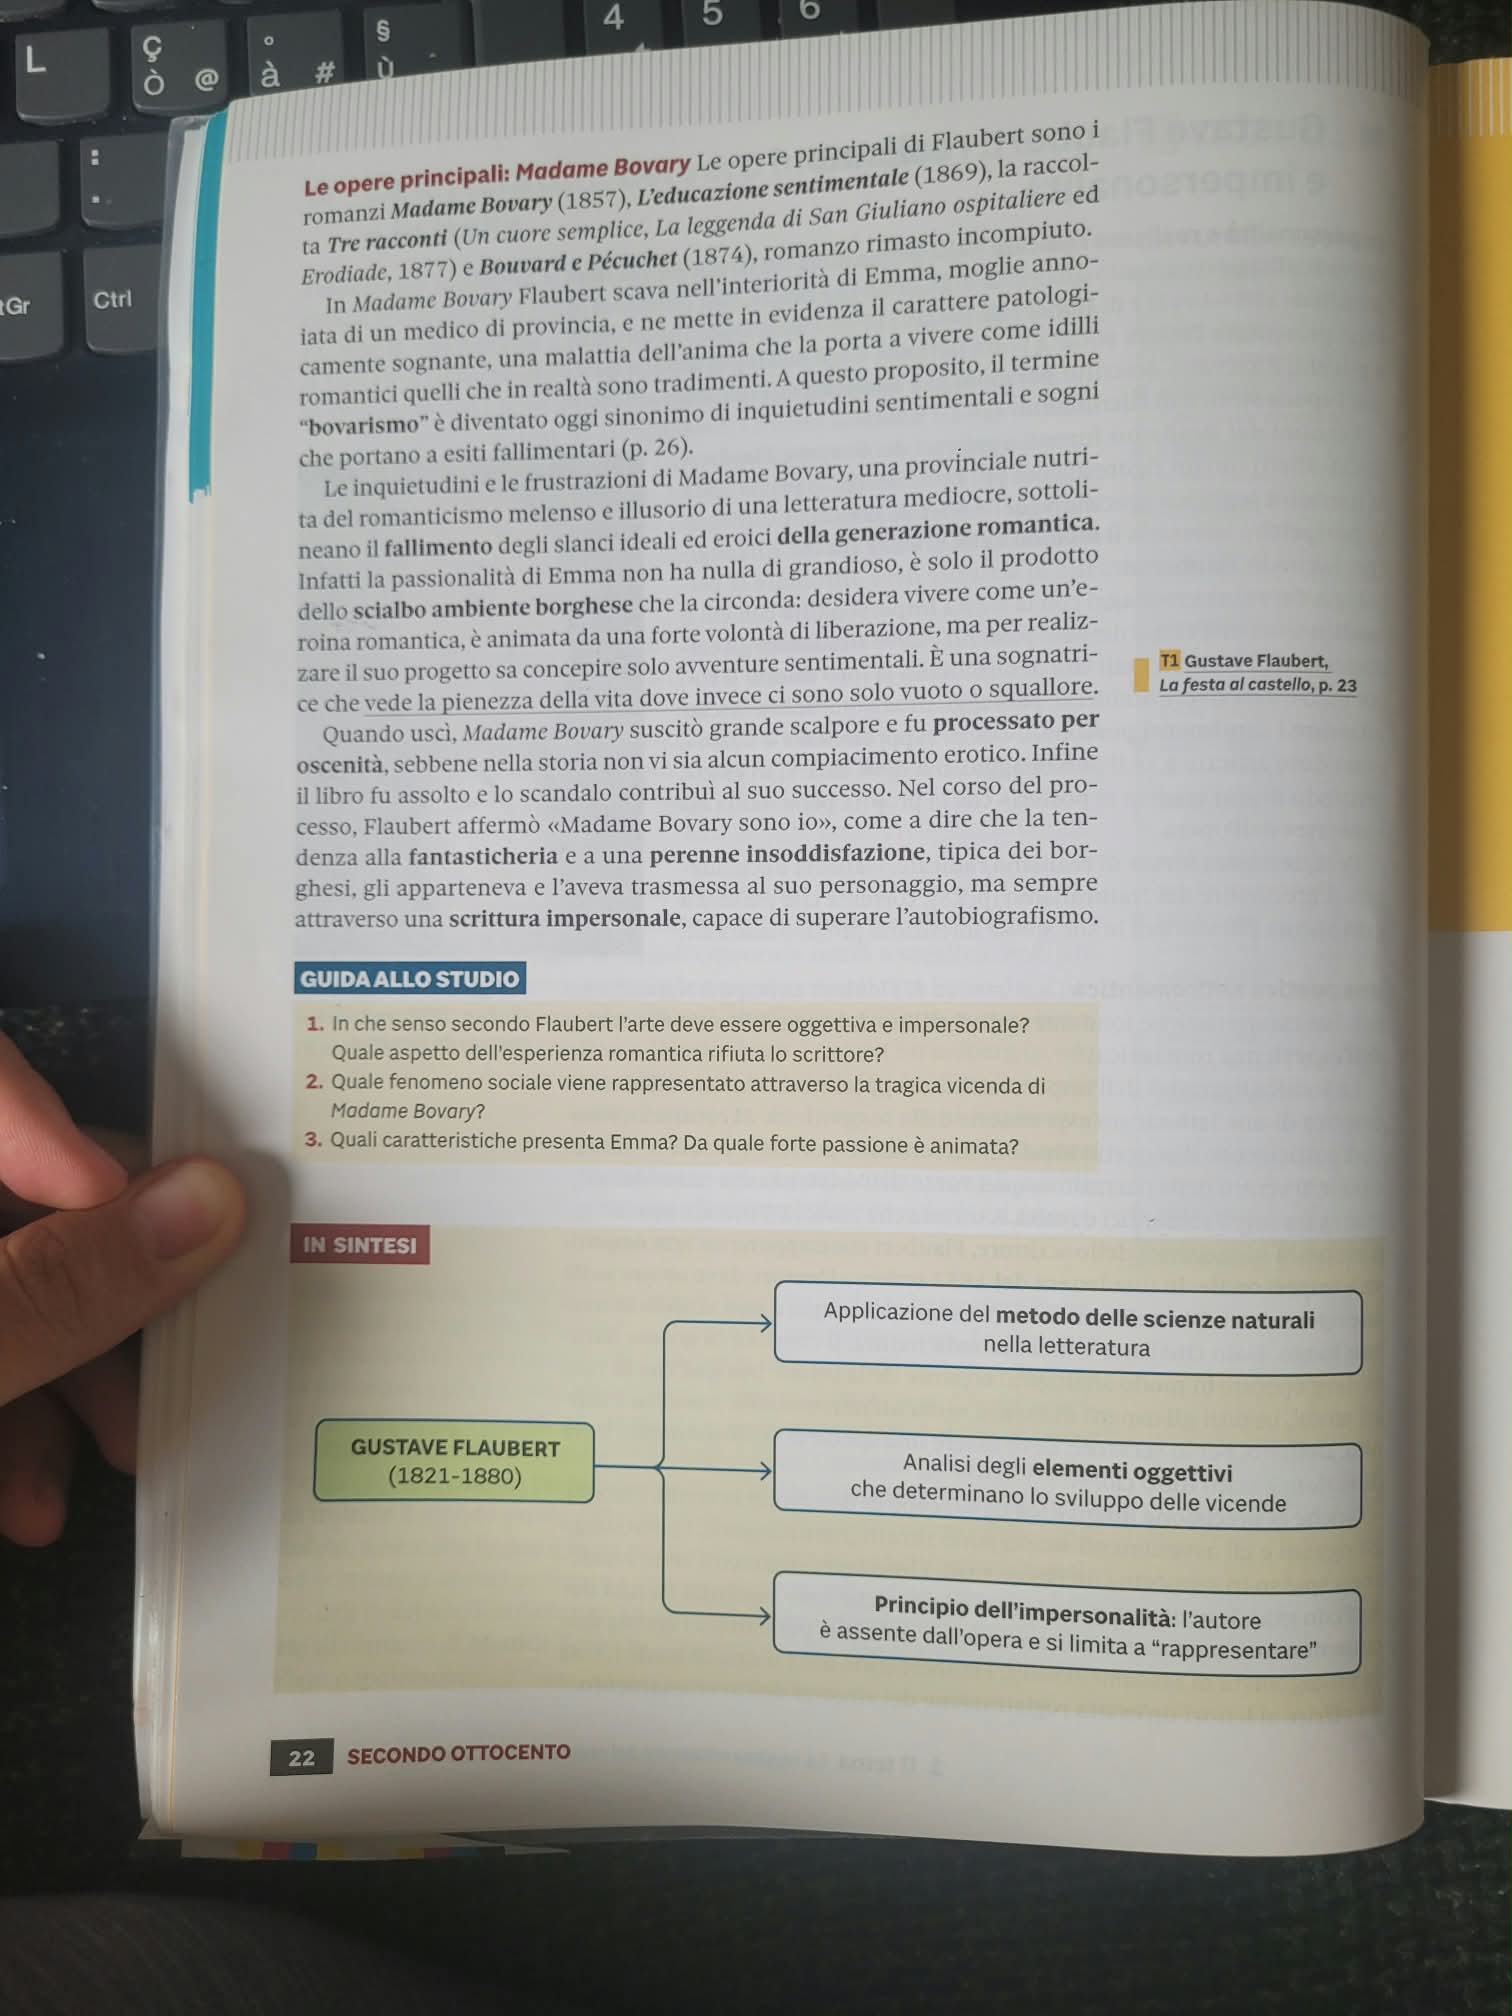 4 5 6
L Ç Ò @ ° à # § ù
: .
tGr Ctrl
Le opere principali: Madame Bovary Le opere principali di Flaubert sono i
romanzi Madame Bovary (1857), L'educazione sentimentale (1869), la raccol-
ta Tre racconti (Un cuore semplice, La leggenda di San Giuliano ospitaliere ed
Erodiade, 1877) e Bouvard e Pécuchet (1874), romanzo rimasto incompiuto.
In Madame Bovary Flaubert scava nell'interiorità di Emma, moglie anno-
iata di un medico di provincia, e ne mette in evidenza il carattere patologi-
camente sognante, una malattia dell'anima che la porta a vivere come idilli
romantici quelli che in realtà sono tradimenti. A questo proposito, il termine
“bovarismo” è diventato oggi sinonimo di inquietudini sentimentali e sogni
che portano a esiti fallimentari (p. 26).
Le inquietudini e le frustrazioni di Madame Bovary, una provinciale nutri-
ta del romanticismo melenso e illusorio di una letteratura mediocre, sottoli-
neano il fallimento degli slanci ideali ed eroici della generazione romantica.
Infatti la passionalità di Emma non ha nulla di grandioso, è solo il prodotto
dello scialbo ambiente borghese che la circonda: desidera vivere come un'e-
roina romantica, è animata da una forte volontà di liberazione, ma per realiz-
zare il suo progetto sa concepire solo avventure sentimentali. È una sognatri-
ce che vede la pienezza della vita dove invece ci sono solo vuoto o squallore.
T1 Gustave Flaubert,
La festa al castello, p. 23
Quando uscì, Madame Bovary suscitò grande scalpore e fu processato per
oscenità, sebbene nella storia non vi sia alcun compiacimento erotico. Infine
il libro fu assolto e lo scandalo contribuì al suo successo. Nel corso del pro-
cesso, Flaubert affermò «Madame Bovary sono io», come a dire che la ten-
denza alla fantasticheria e a una perenne insoddisfazione, tipica dei bor-
ghesi, gli apparteneva e l'aveva trasmessa al suo personaggio, ma sempre
attraverso una scrittura impersonale, capace di superare l'autobiografismo.
GUIDA ALLO STUDIO
1. In che senso secondo Flaubert l'arte deve essere oggettiva e impersonale?
Quale aspetto dell'esperienza romantica rifiuta lo scrittore?
2. Quale fenomeno sociale viene rappresentato attraverso la tragica vicenda di
Madame Bovary?
3. Quali caratteristiche presenta Emma? Da quale forte passione è animata?
IN SINTESI
GUSTAVE FLAUBERT
(1821-1880)
Applicazione del metodo delle scienze naturali
nella letteratura
Analisi degli elementi oggettivi
che determinano lo sviluppo delle vicende
Principio dell'impersonalità: l'autore
è assente dall'opera e si limita a “rappresentare”
22 SECONDO OTTOCENTO